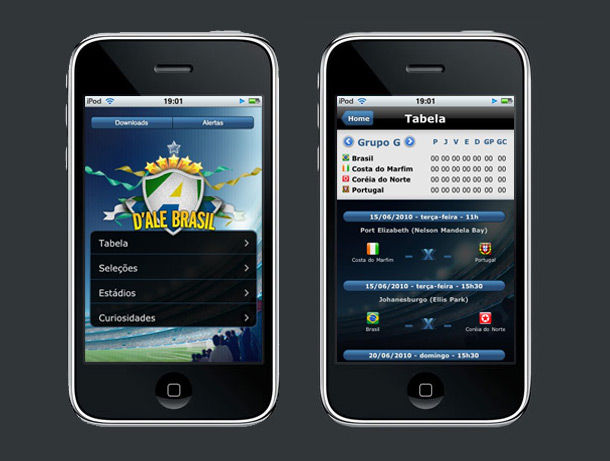 iPod 19:01
Downloads Alertas
D'ALE BRASIL
Tabela
Seleções
Estádios
Curiosidades
iPod 19:01
Home Tabela
Grupo G P J V E D GP GC
Brasil 00 00 00 00 00 00 00
Costa do Marfim 00 00 00 00 00 00 00
Coréia do Norte 00 00 00 00 00 00 00
Portugal 00 00 00 00 00 00 00
15/06/2010 - terça-feira - 11h
Port Elizabeth (Nelson Mandela Bay)
- X -
Costa do Marfim Portugal
15/06/2010 - terça-feira - 15h30
Johanesburgo (Ellis Park)
- X -
Brasil Coréia do Norte
20/06/2010 - domingo - 15h30